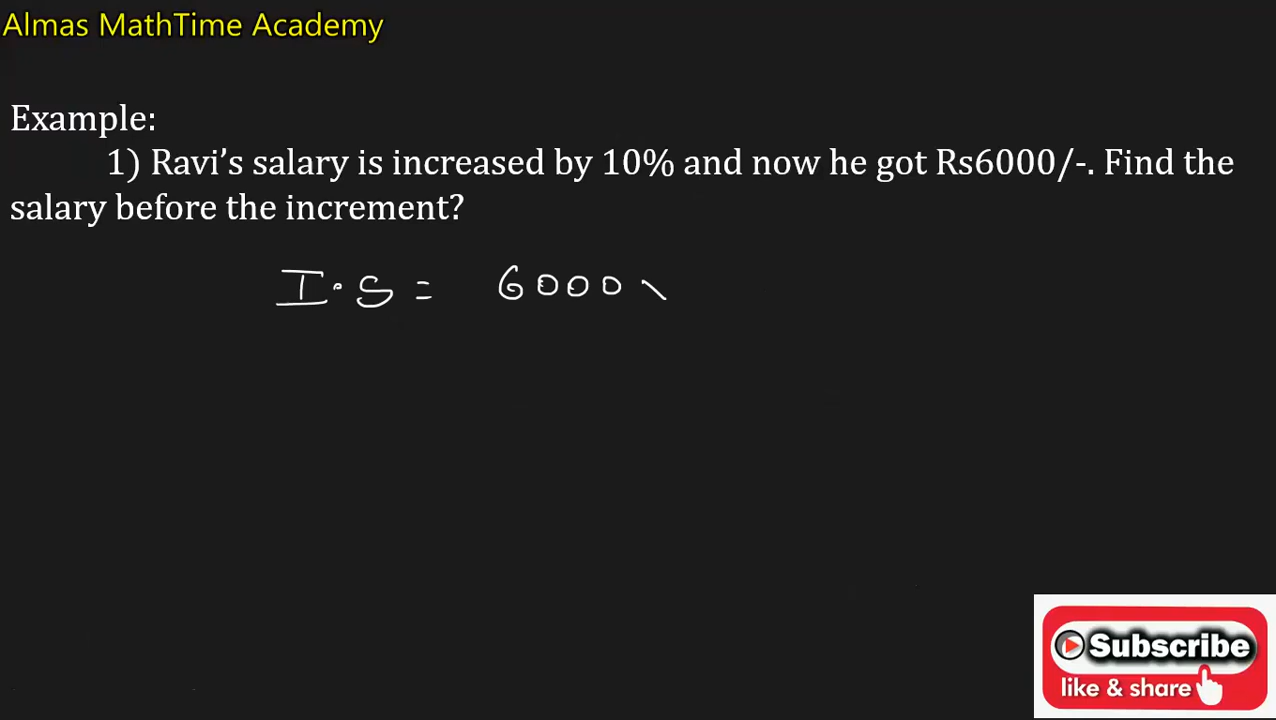 Almas MathTime Academy
Example:
1) Ravi’s salary is increased by 10% and now he got Rs6000/-. Find the
salary before the increment?
I.S = 6000 \
Subscribe
like & share